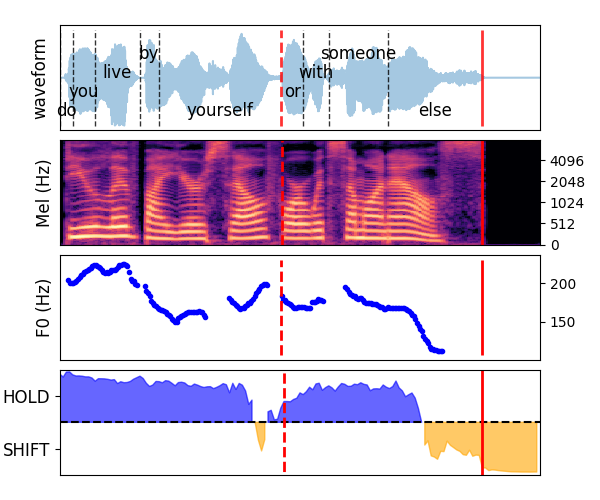 waveform
do
you
live
by
yourself
or
with
someone
else
Mel (Hz)
4096
2048
1024
512
0
F0 (Hz)
200
150
HOLD
SHIFT